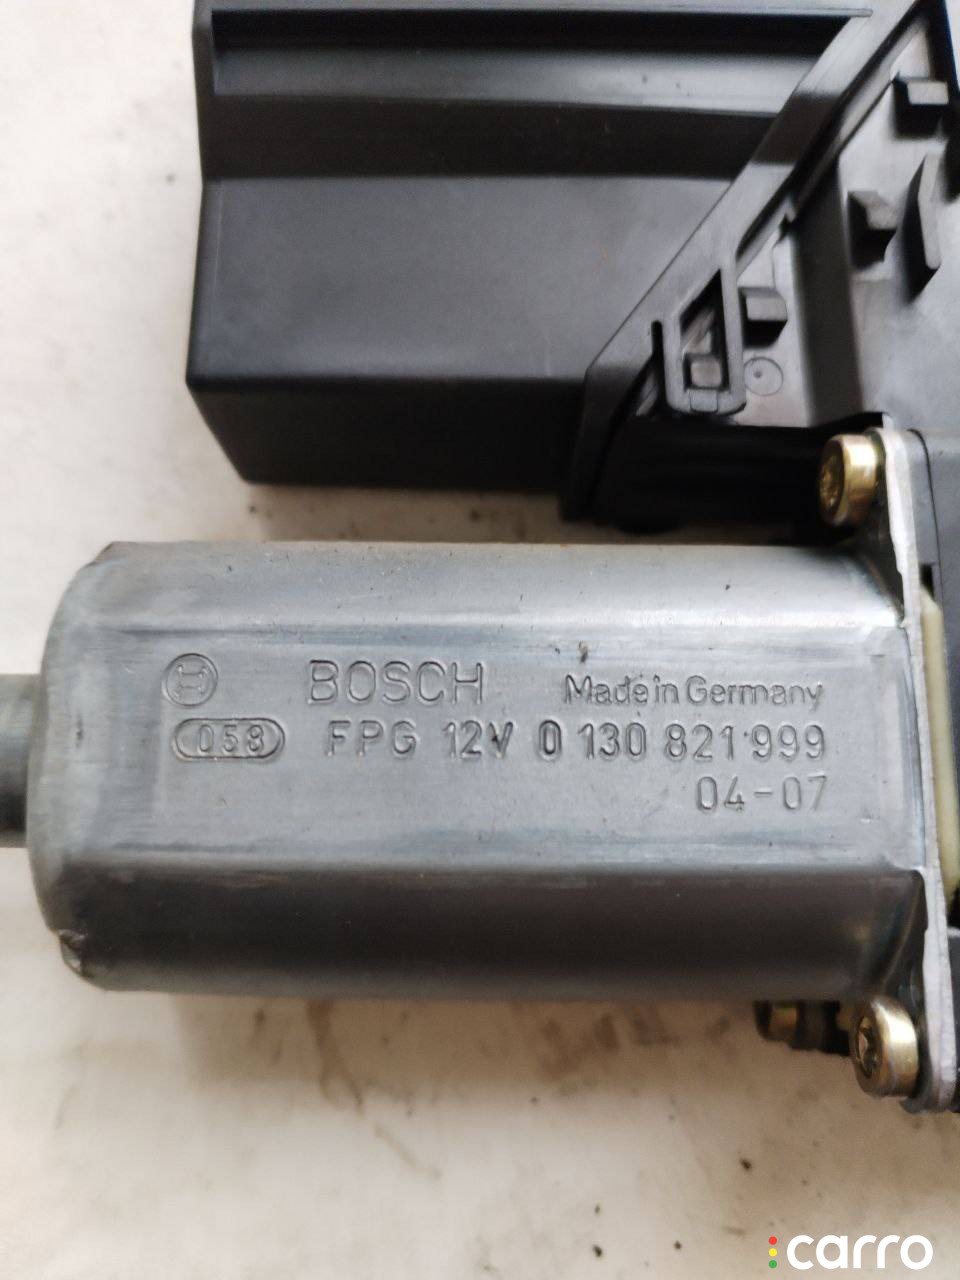 BOSCH Made in Germany
058 FPG 12V 0 130 821 999
04-07
carro